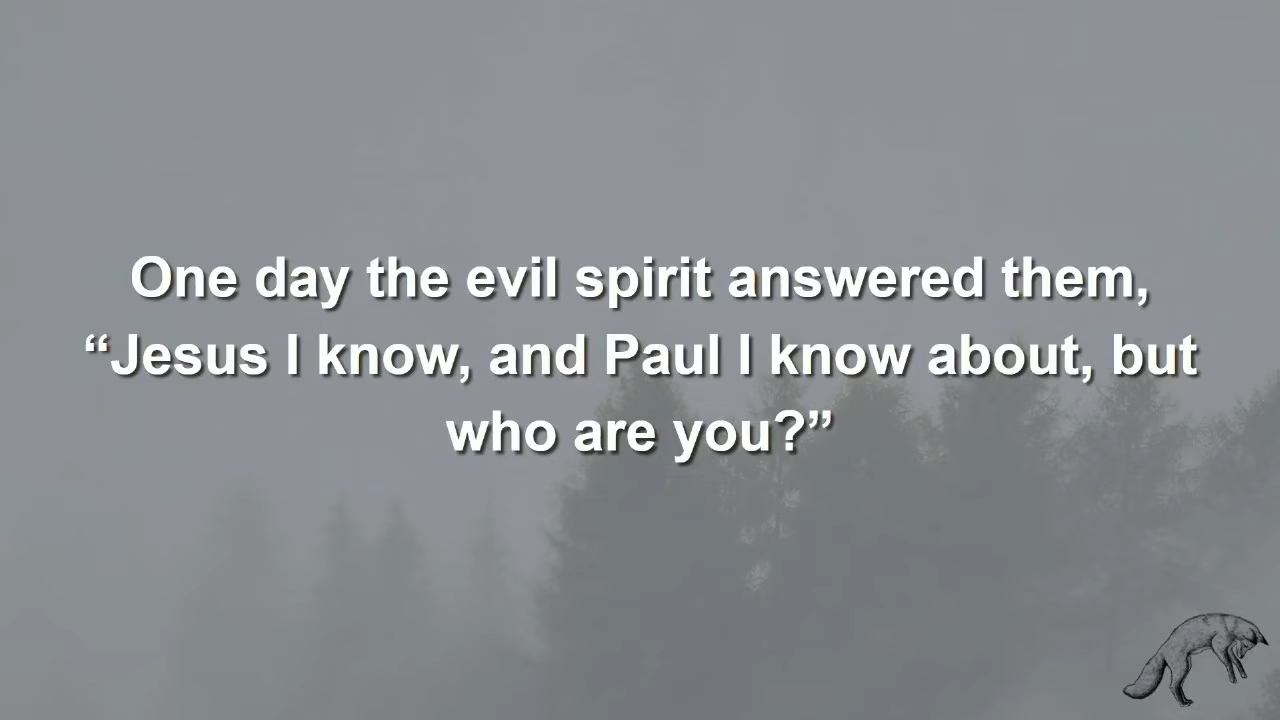 One day the evil spirit answered them,
“Jesus I know, and Paul I know about, but
who are you?”